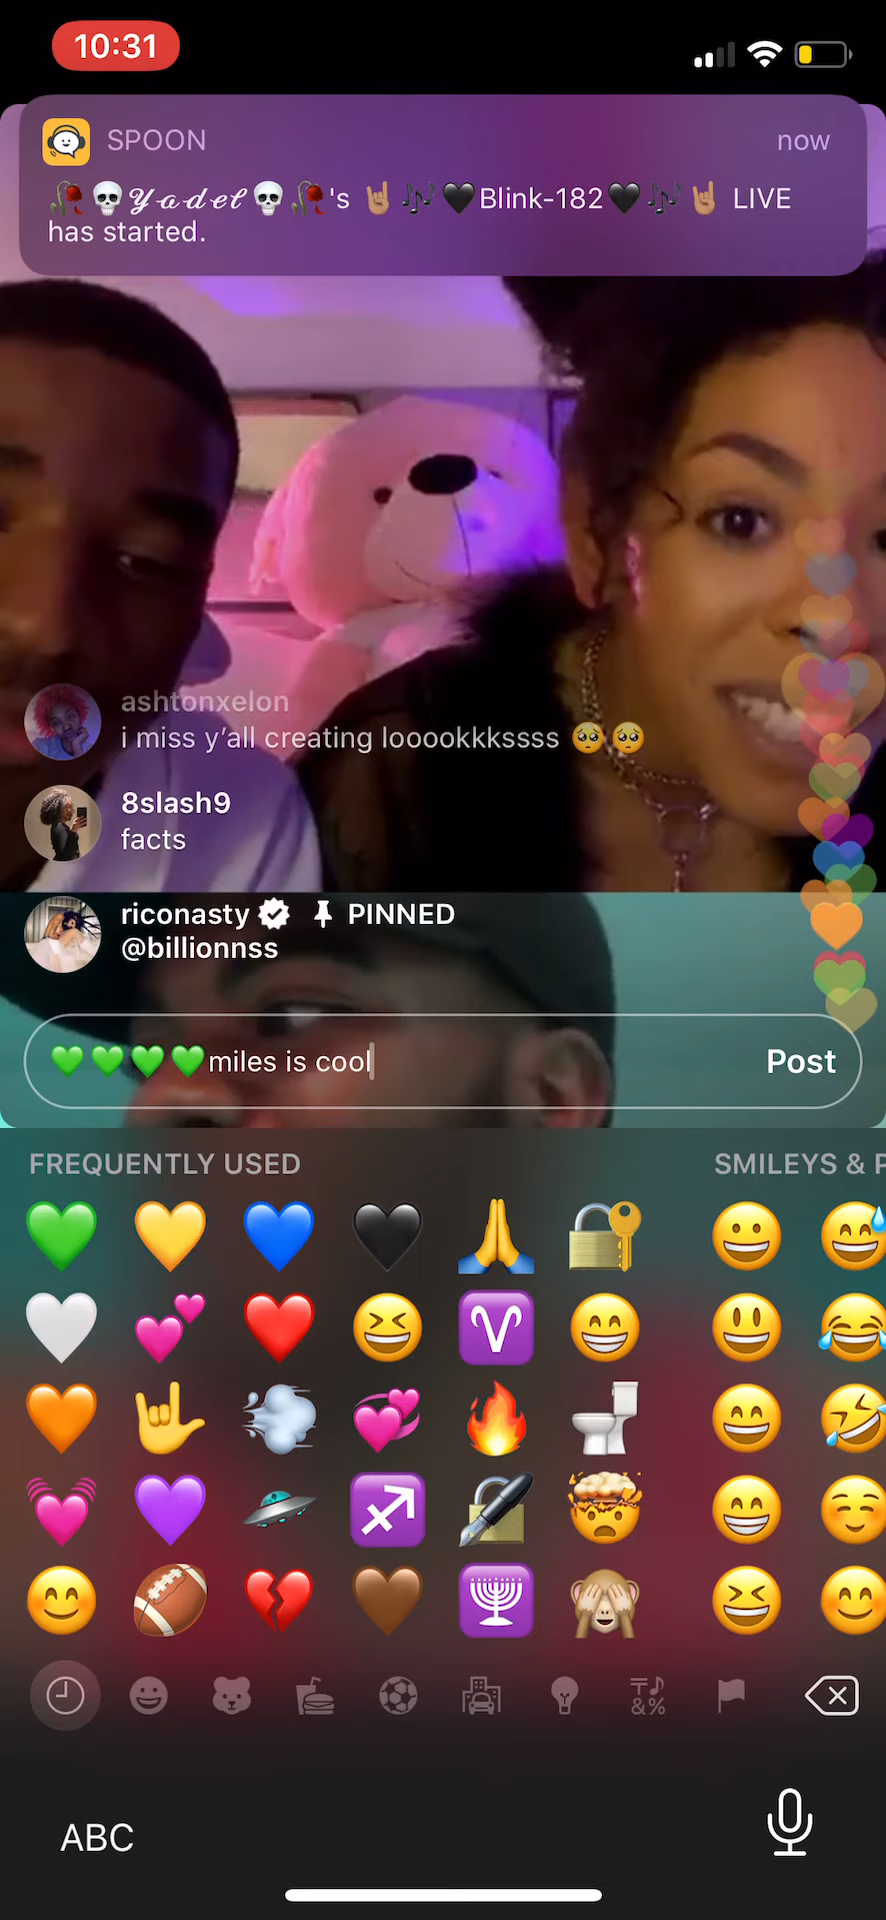 10:31
SPOON
now
🥀💀𝓨𝓪𝓭𝓮𝓵💀🥀's 🤘🏽🎶🖤Blink-182🖤🎶🤘🏽 LIVE
has started.
ashtonxelon
i miss y'all creating looookkkssss 🥺🥺
8slash9
facts
riconasty PINNED
@billionnss
💚💚💚💚miles is cool
Post
FREQUENTLY USED
SMILEYS & P
ABC